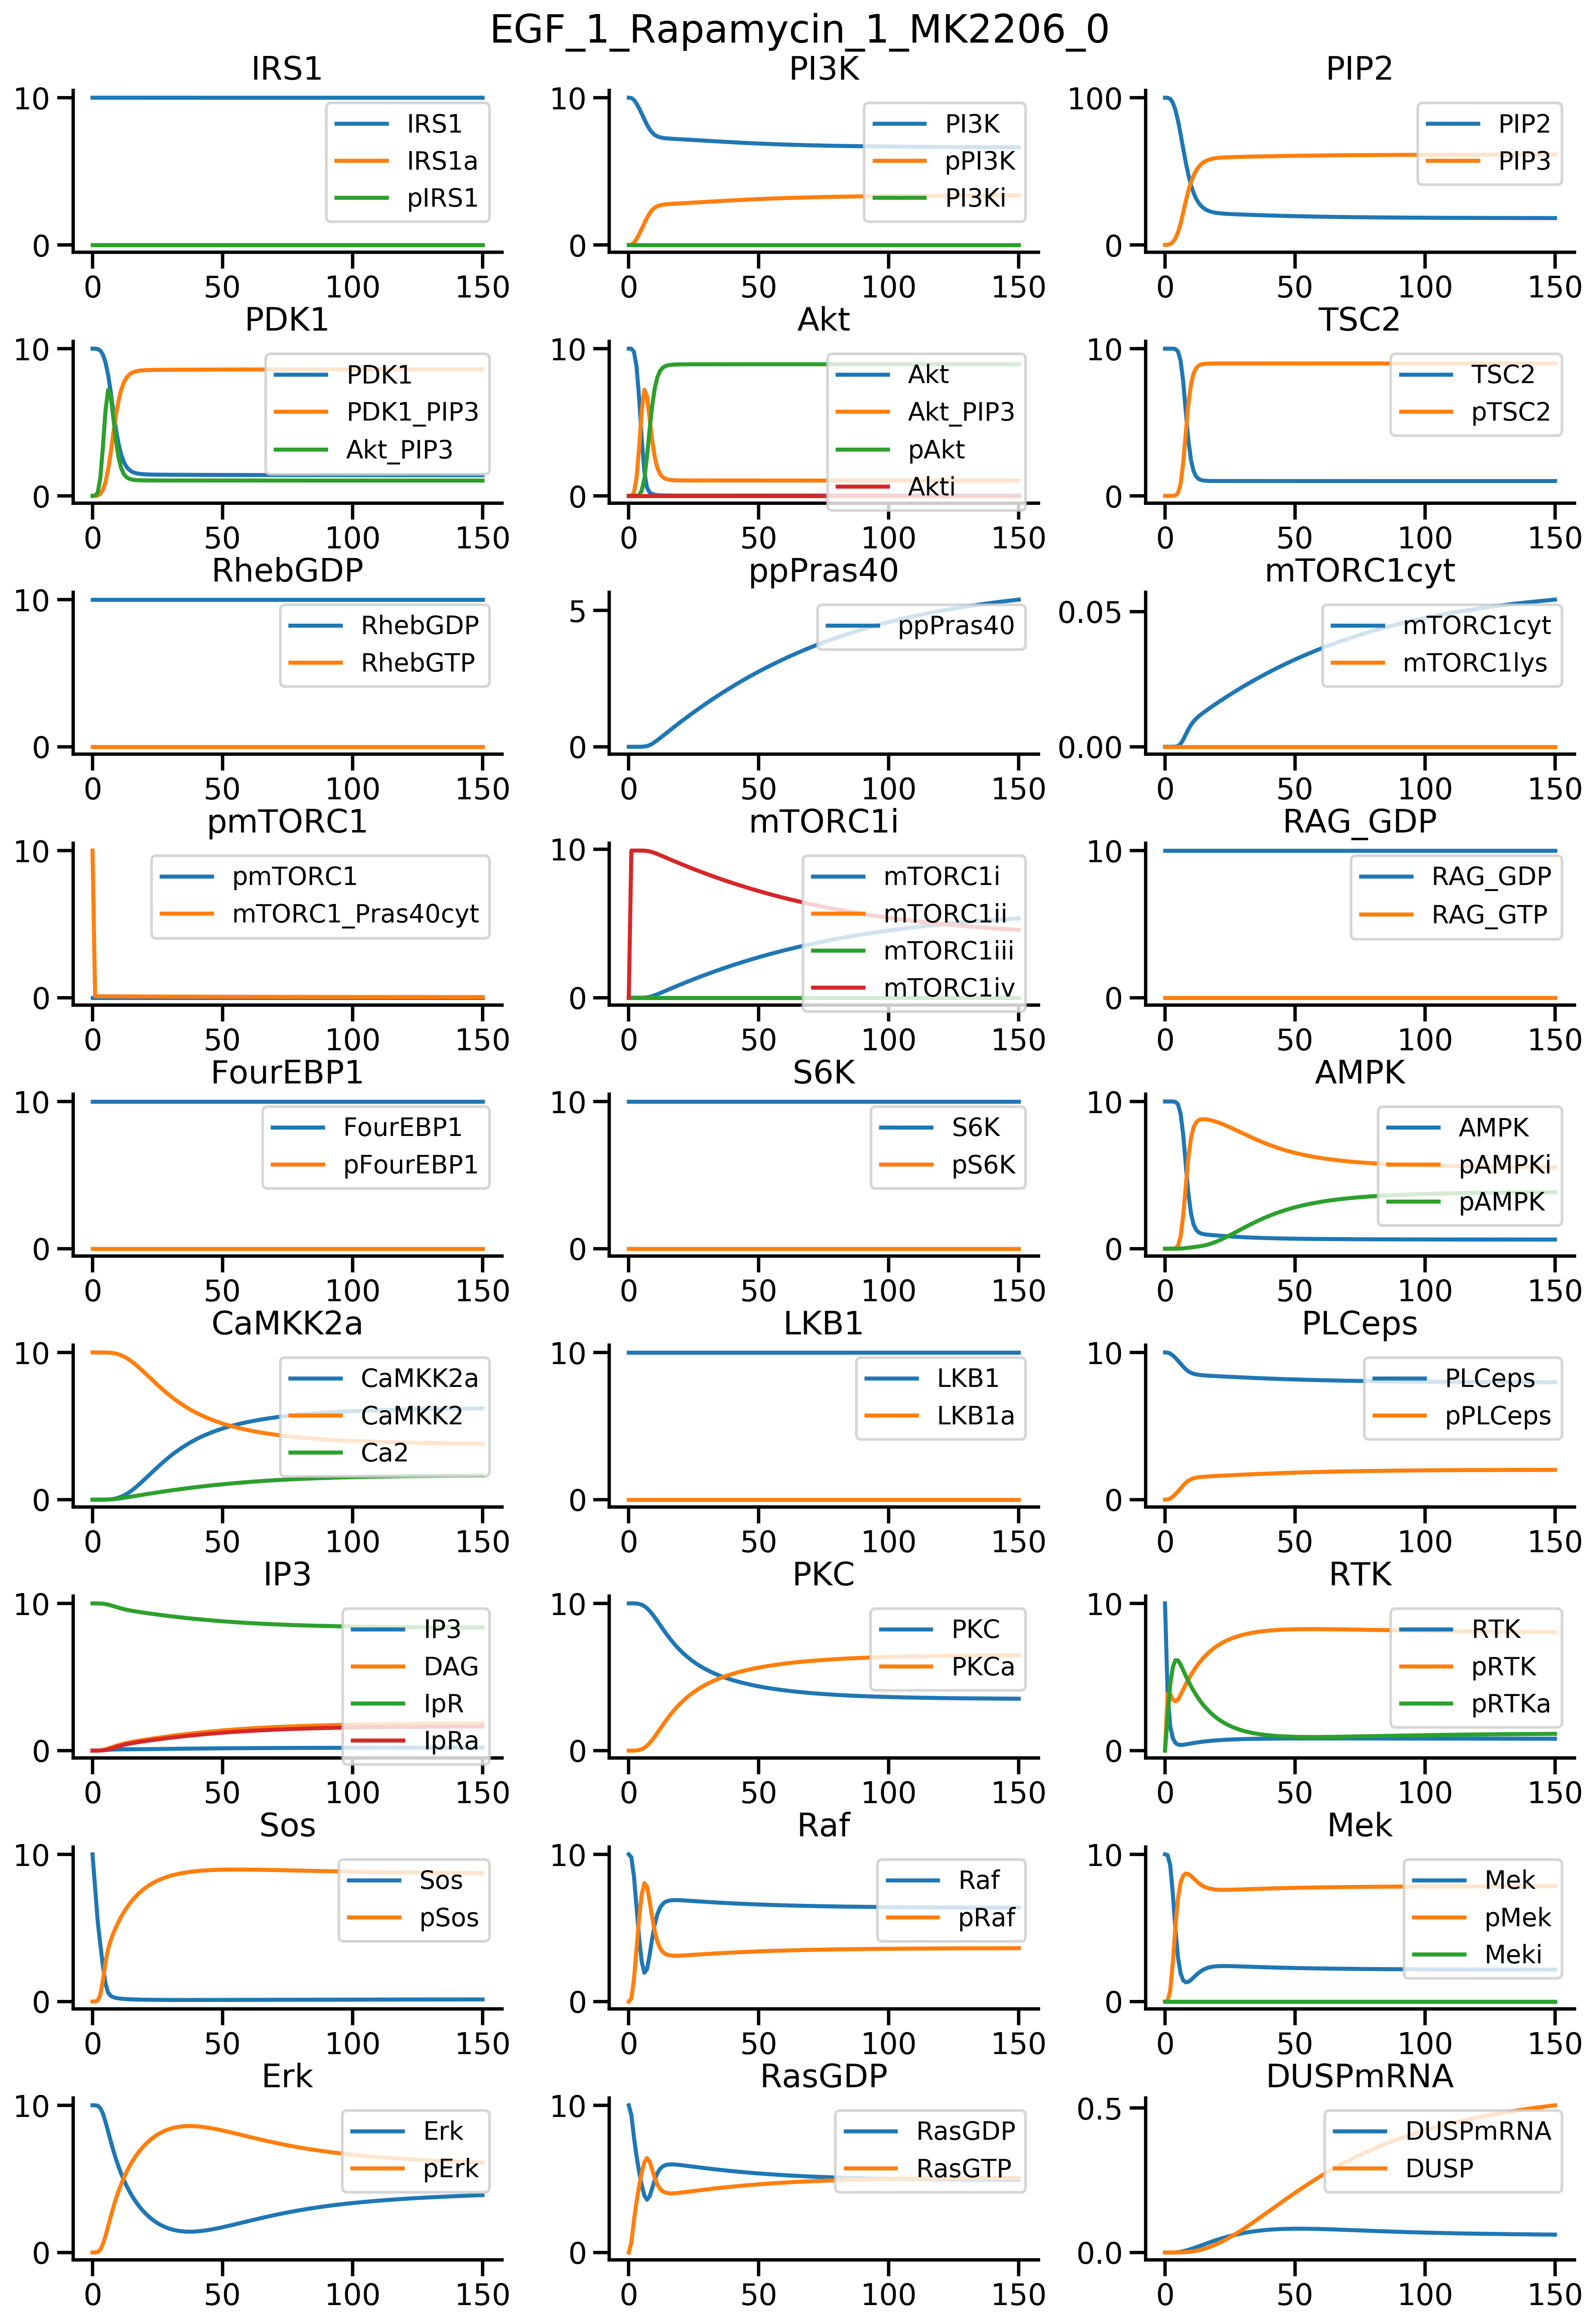 EGF_1_Rapamycin_1_MK2206_0
IRS1
10
0
0 50 100 150
IRS1
IRS1a
pIRS1
PI3K
10
0
0 50 100 150
PI3K
pPI3K
PI3Ki
PIP2
100
0
0 50 100 150
PIP2
PIP3
PDK1
10
0
0 50 100 150
PDK1
PDK1_PIP3
Akt_PIP3
Akt
10
0
0 50 100 150
Akt
Akt_PIP3
pAkt
Akti
TSC2
10
0
0 50 100 150
TSC2
pTSC2
RhebGDP
10
0
0 50 100 150
RhebGDP
RhebGTP
ppPras40
5
0
0 50 100 150
ppPras40
mTORC1cyt
0.05
0.00
0 50 100 150
mTORC1cyt
mTORC1lys
pmTORC1
10
0
0 50 100 150
pmTORC1
mTORC1_Pras40cyt
mTORC1i
10
0
0 50 100 150
mTORC1i
mTORC1ii
mTORC1iii
mTORC1iv
RAG_GDP
10
0
0 50 100 150
RAG_GDP
RAG_GTP
FourEBP1
10
0
0 50 100 150
FourEBP1
pFourEBP1
S6K
10
0
0 50 100 150
S6K
pS6K
AMPK
10
0
0 50 100 150
AMPK
pAMPKi
pAMPK
CaMKK2a
10
0
0 50 100 150
CaMKK2a
CaMKK2
Ca2
LKB1
10
0
0 50 100 150
LKB1
LKB1a
PLCeps
10
0
0 50 100 150
PLCeps
pPLCeps
IP3
10
0
0 50 100 150
IP3
DAG
IpR
IpRa
PKC
10
0
0 50 100 150
PKC
PKCa
RTK
10
0
0 50 100 150
RTK
pRTK
pRTKa
Sos
10
0
0 50 100 150
Sos
pSos
Raf
10
0
0 50 100 150
Raf
pRaf
Mek
10
0
0 50 100 150
Mek
pMek
Meki
Erk
10
0
0 50 100 150
Erk
pErk
RasGDP
10
0
0 50 100 150
RasGDP
RasGTP
DUSPmRNA
0.5
0.0
0 50 100 150
DUSPmRNA
DUSP